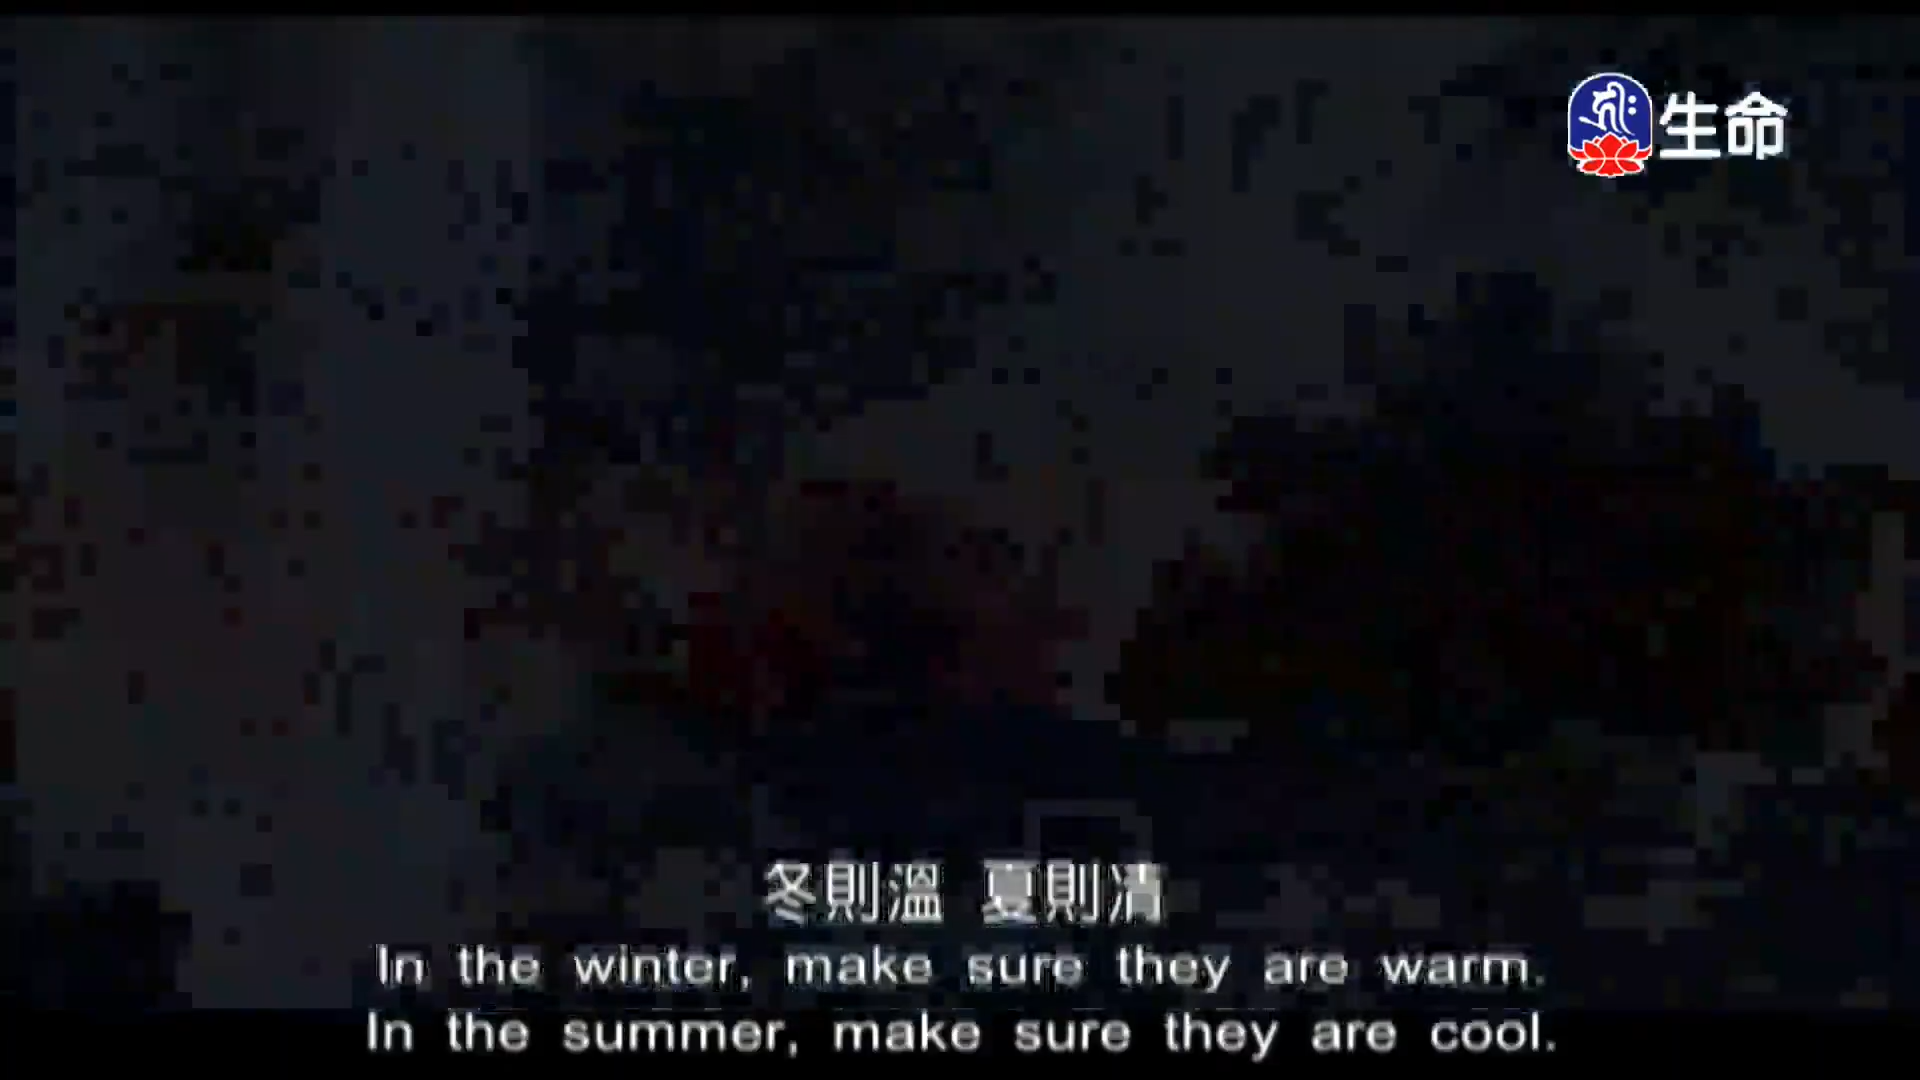 生命
冬則溫 夏則清
In the winter, make sure they are warm.
In the summer, make sure they are cool.